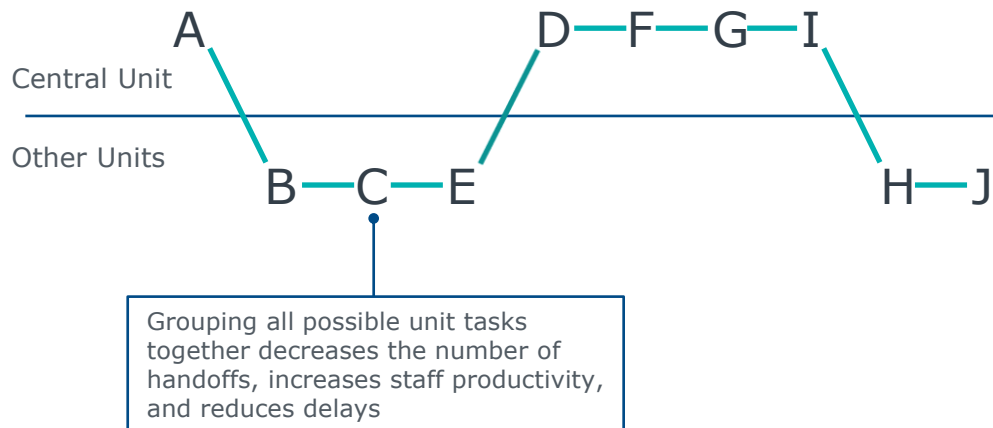 A D F G I
Central Unit
Other Units
B C E H J
Grouping all possible unit tasks
together decreases the number of
handoffs, increases staff productivity,
and reduces delays